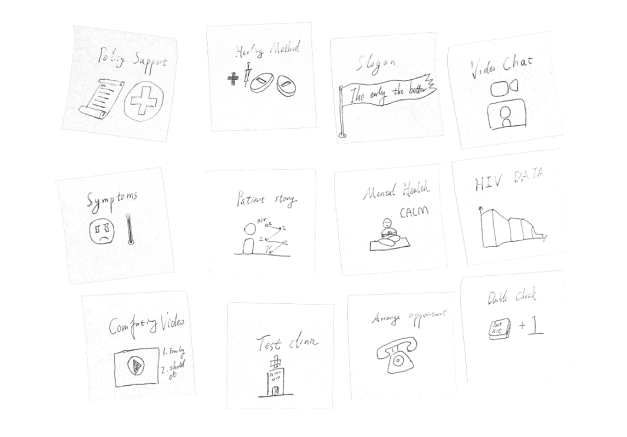 Policy Support
Healing Method
Slogan
The early the better
Video Chat
Symptoms
Patient story
Mental Health
CALM
HIV DATA
Comforting Video
1. family
2.
Test clinic
Arrange appointment
Double Check
+1